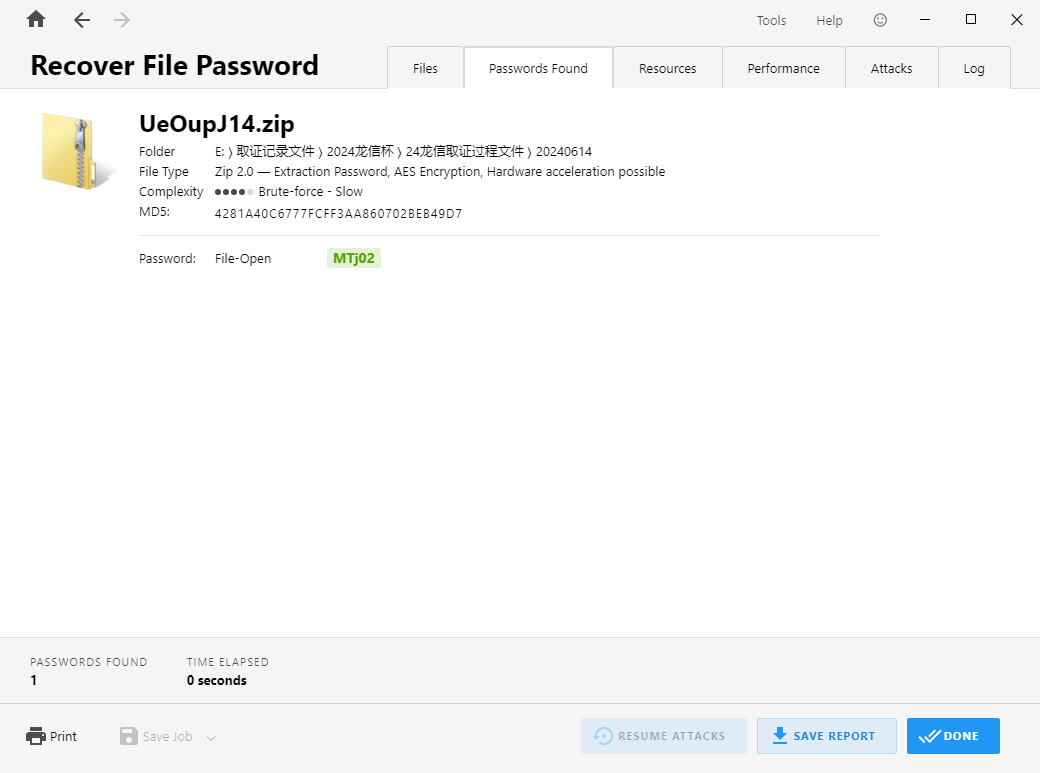 Tools Help
Recover File Password
Files Passwords Found Resources Performance Attacks Log
UeOupJ14.zip
Folder E: ⟩ 取证记录文件 ⟩ 2024龙信杯 ⟩ 24龙信取证过程文件 ⟩ 20240614
File Type Zip 2.0 — Extraction Password, AES Encryption, Hardware acceleration possible
Complexity Brute-force - Slow
MD5: 4281A40C6777FCFF3AA860702BEB49D7
Password: File-Open MTj02
PASSWORDS FOUND TIME ELAPSED
1 0 seconds
Print Save Job RESUME ATTACKS SAVE REPORT DONE